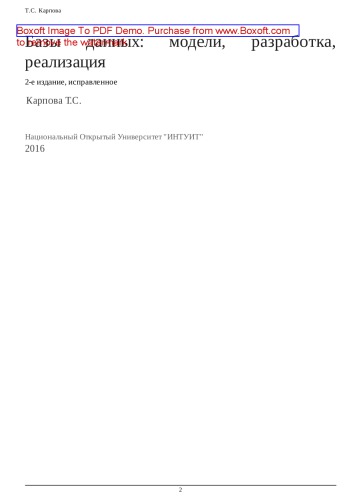 Т.С. Карпова
Boxoft Image To PDF Demo. Purchase from www.Boxoft.com
to remove the watermark
Базы данных: модели, разработка,
реализация
2-е издание, исправленное
Карпова Т.С.
Национальный Открытый Университет "ИНТУИТ"
2016
2